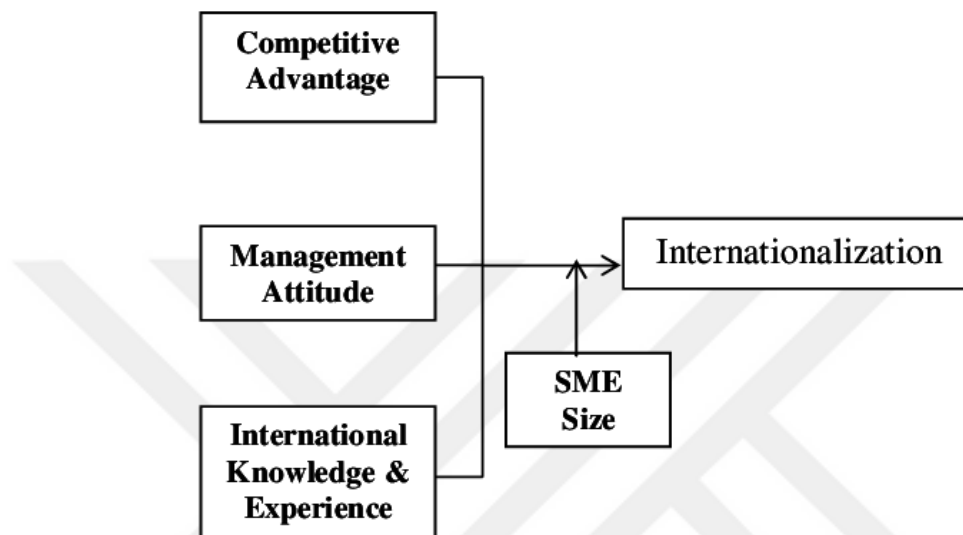 Competitive
Advantage
Management
Attitude
Internationalization
SME
Size
International
Knowledge &
Experience